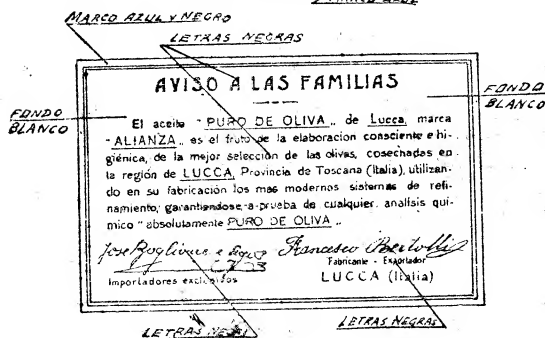 MARCO AZUL Y NEGRO
LETRAS NEGRAS
AVISO A LAS FAMILIAS
FONDO BLANCO
FONDO BLANCO
El aceite "PURO DE OLIVA„ de Lucca, marca
"ALIANZA„ es el fruto de la elaboracion consciente e hi-
giénica, de la mejor selección de las olivas, cosechadas en
la región de LUCCA, Provincia de Toscana (Italia), utilizan-
do en su fabricación los mas modernos sistemas de refi-
namiento, garantiendose a prueba de cualquier analisis qui-
mico "absolutamente PURO DE OLIVA„
Francesco Bertolli
Importadores exclusivos
Fabricante - Exportador
LUCCA (Italia)
LETRAS NEGRAS
LETRAS NEGRAS